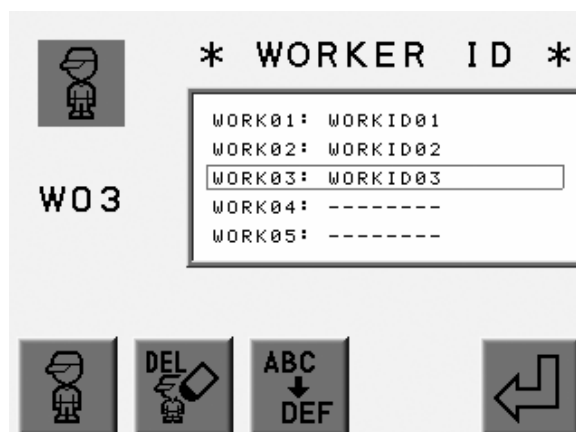 * WORKER ID *
WORK01: WORKID01
WORK02: WORKID02
WORK03: WORKID03
WORK04: --------
WORK05: --------
W03
DEL
ABC
DEF